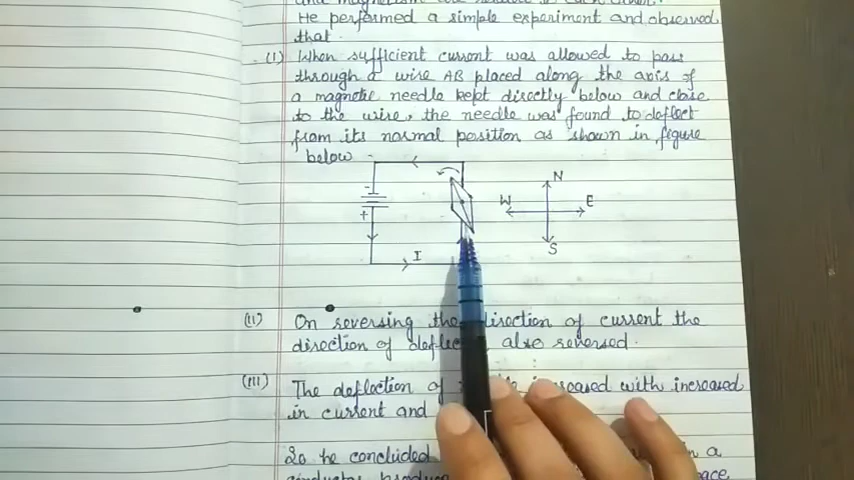 He performed a simple experiment and observed
that
(I) When sufficient current was allowed to pass
through a wire AB placed along the axis of
a magnetic needle kept directly below and close
to the wire, the needle was found to deflect
from its normal position as shown in figure
below
-
+
I
N
W E
S
(II) On reversing the direction of current the
direction of also reversed.
(III) The deflection of increased with increased
in current and
So he concluded in a